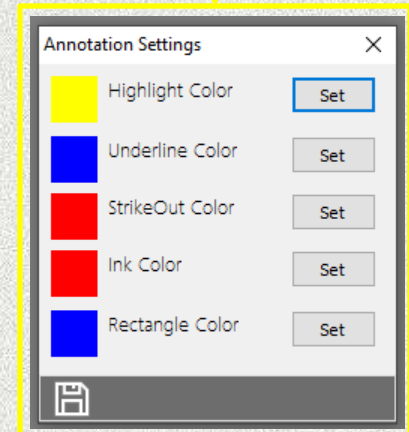 Annotation Settings
Highlight Color Set
Underline Color Set
StrikeOut Color Set
Ink Color Set
Rectangle Color Set